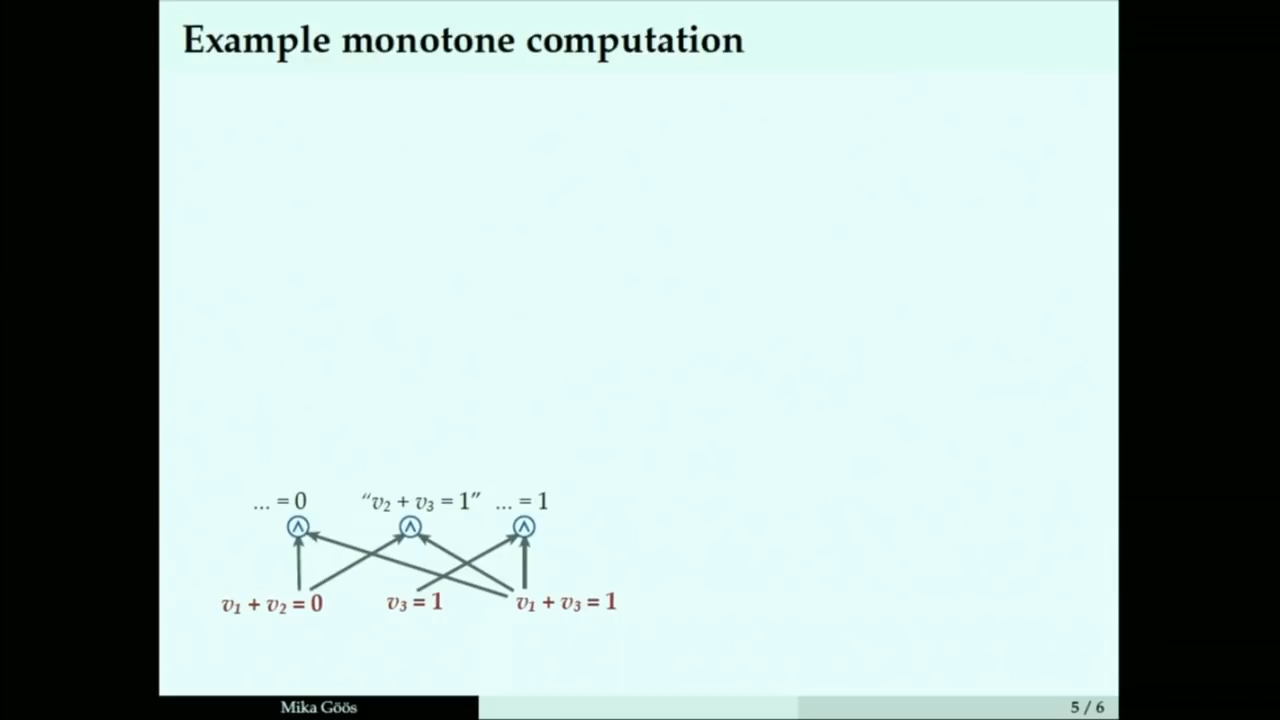 Example monotone computation
... = 0 “v₂ + v₃ = 1” ... = 1
∧ ∧ ∧
v₁ + v₂ = 0 v₃ = 1 v₁ + v₃ = 1
Mika Göös 5 / 6